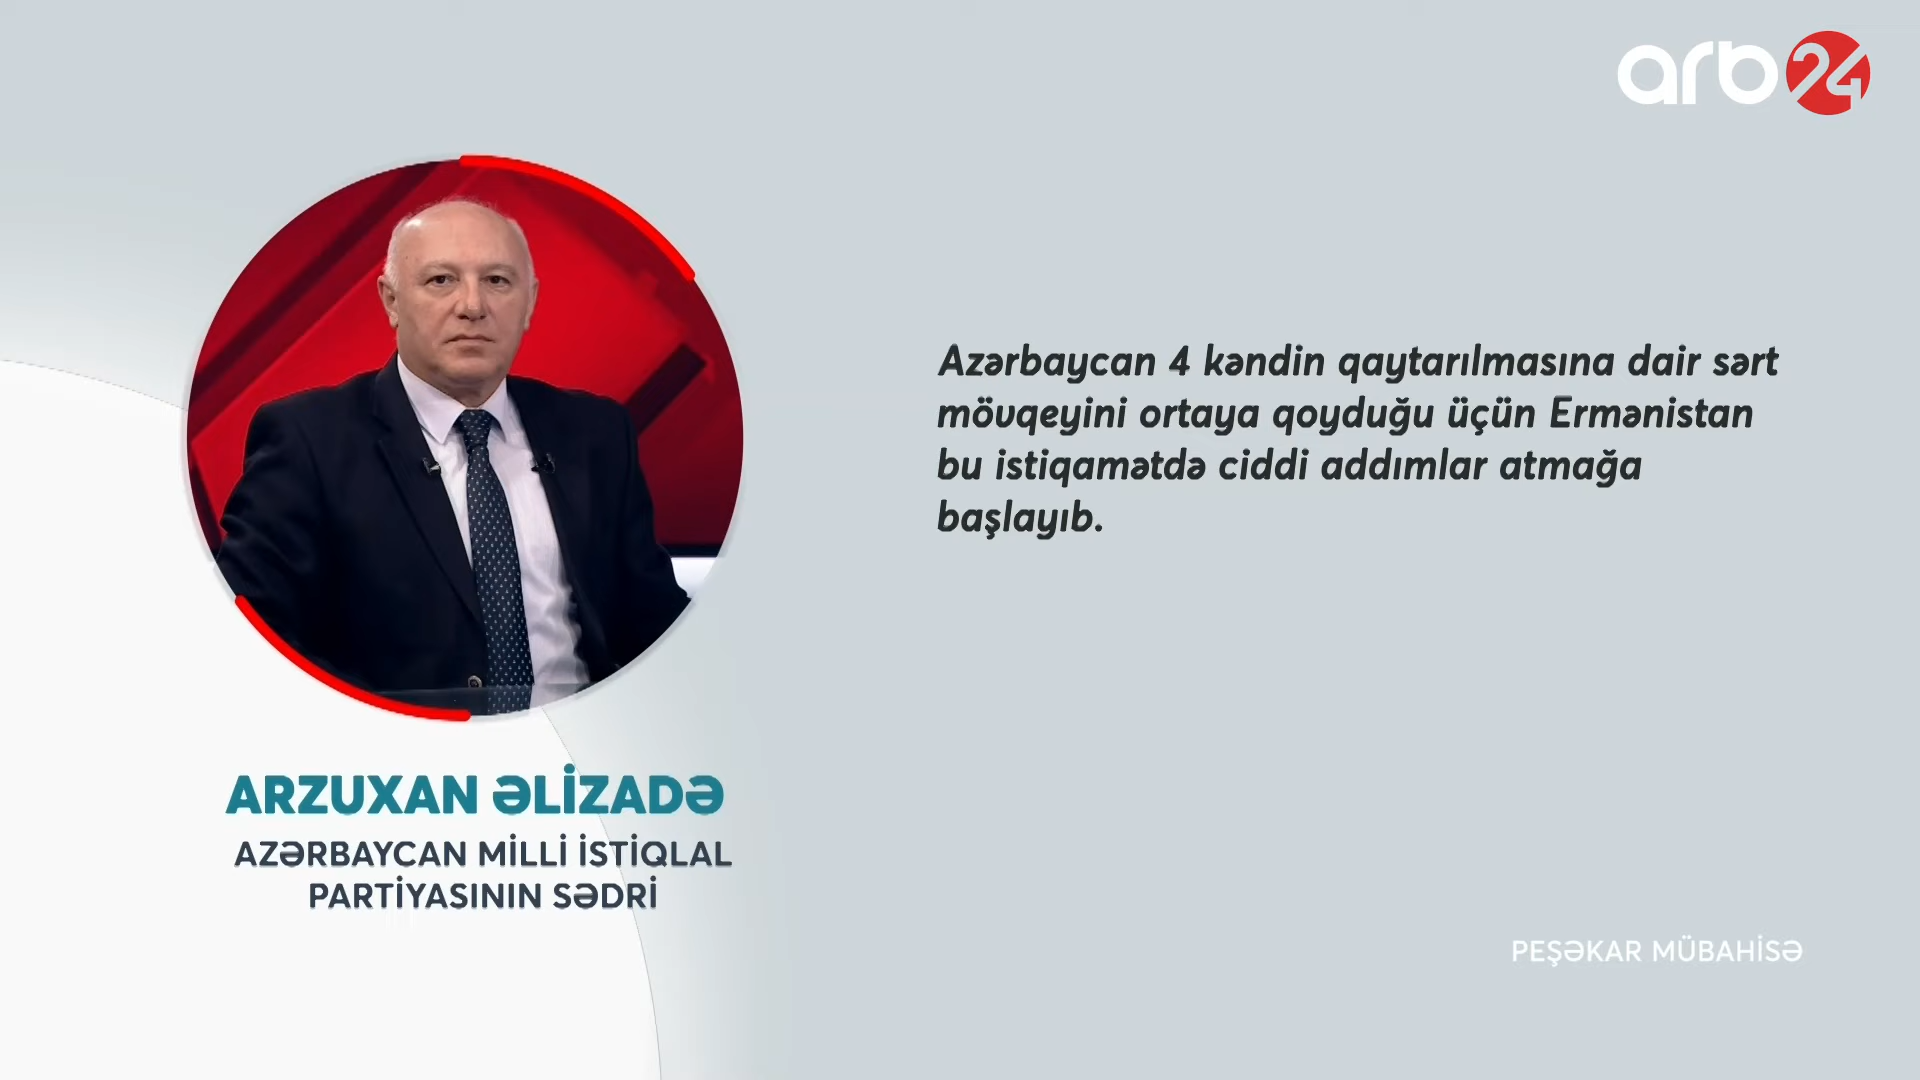 arb24
Azərbaycan 4 kəndin qaytarılmasına dair sərt
mövqeyini ortaya qoyduğu üçün Ermənistan
bu istiqamətdə ciddi addımlar atmağa
başlayıb.
ARZUXAN ƏLİZADƏ
AZƏRBAYCAN MİLLİ İSTİQLAL
PARTİYASININ SƏDRİ
PEŞƏKAR MÜBAHİSƏ